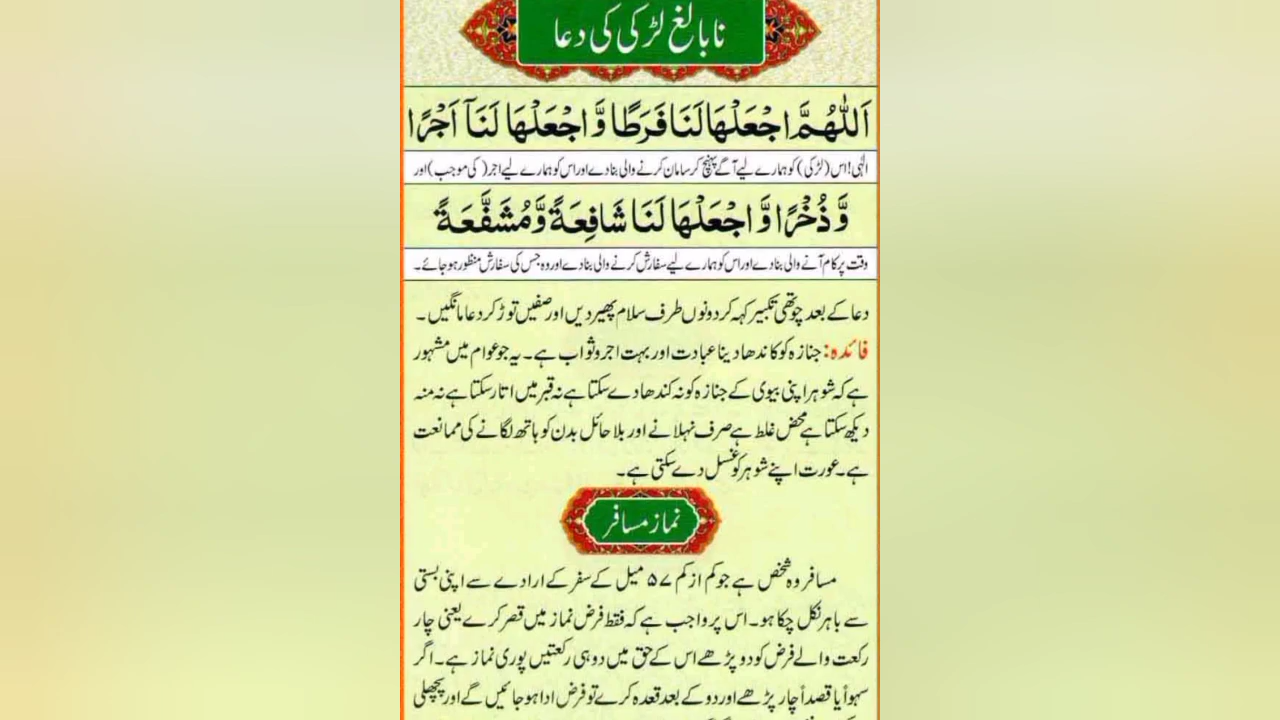 نابالغ لڑکی کی دعا
اَللّٰهُمَّ اجْعَلْهَا لَنَا فَرَطًا وَّ اجْعَلْهَا لَنَآ اَجْرًا
الٰہی! اس (لڑکی) کو ہمارے لیے آگے پہنچ کر سامان کرنے والی بنا دے اور اس کو ہمارے لیے اجر (کی موجب) اور
وَّ ذُخْرًا وَّ اجْعَلْهَا لَنَا شَافِعَةً وَّ مُشَفَّعَةً
وقت پر کام آنے والی بنا دے اور اس کو ہمارے لیے سفارش کرنے والی بنا دے اور وہ جس کی سفارش منظور ہو جائے۔
دعا کے بعد چوتھی تکبیر کہہ کر دونوں طرف سلام پھیر دیں اور صفیں توڑ کر دعا مانگیں۔
فائدہ: جنازہ کو کاندھا دینا عبادت اور بہت اجر و ثواب ہے۔ یہ جو عوام میں مشہور
ہے کہ شوہر اپنی بیوی کے جنازہ کو نہ کندھا دے سکتا ہے نہ قبر میں اتار سکتا ہے نہ منہ
دیکھ سکتا ہے محض غلط ہے صرف نہلانے اور بلا حائل بدن کو ہاتھ لگانے کی ممانعت
ہے۔ عورت اپنے شوہر کو غسل دے سکتی ہے۔
نماز مسافر
مسافر وہ شخص ہے جو کم از کم ۵۷ میل کے سفر کے ارادے سے اپنی بستی
سے باہر نکل چکا ہو۔ اس پر واجب ہے کہ فقط فرض نماز میں قصر کرے یعنی چار
رکعت والے فرض کو دو پڑھے اس کے حق میں دو ہی رکعتیں پوری نماز ہے۔ اگر
سہواً یا قصداً چار پڑھے اور دو کے بعد قعدہ کرے تو فرض ادا ہو جائیں گے اور پچھلی